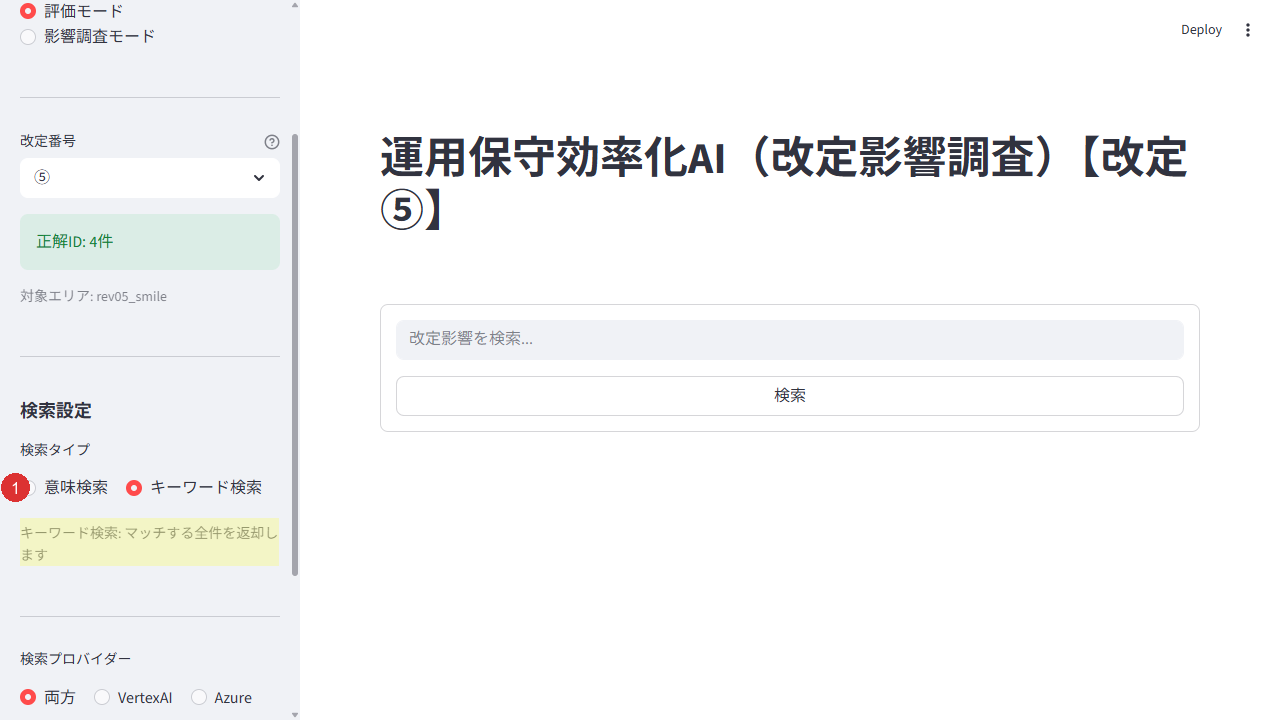 評価モード
影響調査モード
改定番号
⑤
正解ID: 4件
対象エリア: rev05_smile
検索設定
検索タイプ
1 意味検索 キーワード検索
キーワード検索: マッチする全件を返却し
ます
検索プロバイダー
両方 VertexAI Azure
Deploy
運用保守効率化AI（改定影響調査）【改定
⑤】
改定影響を検索...
検索